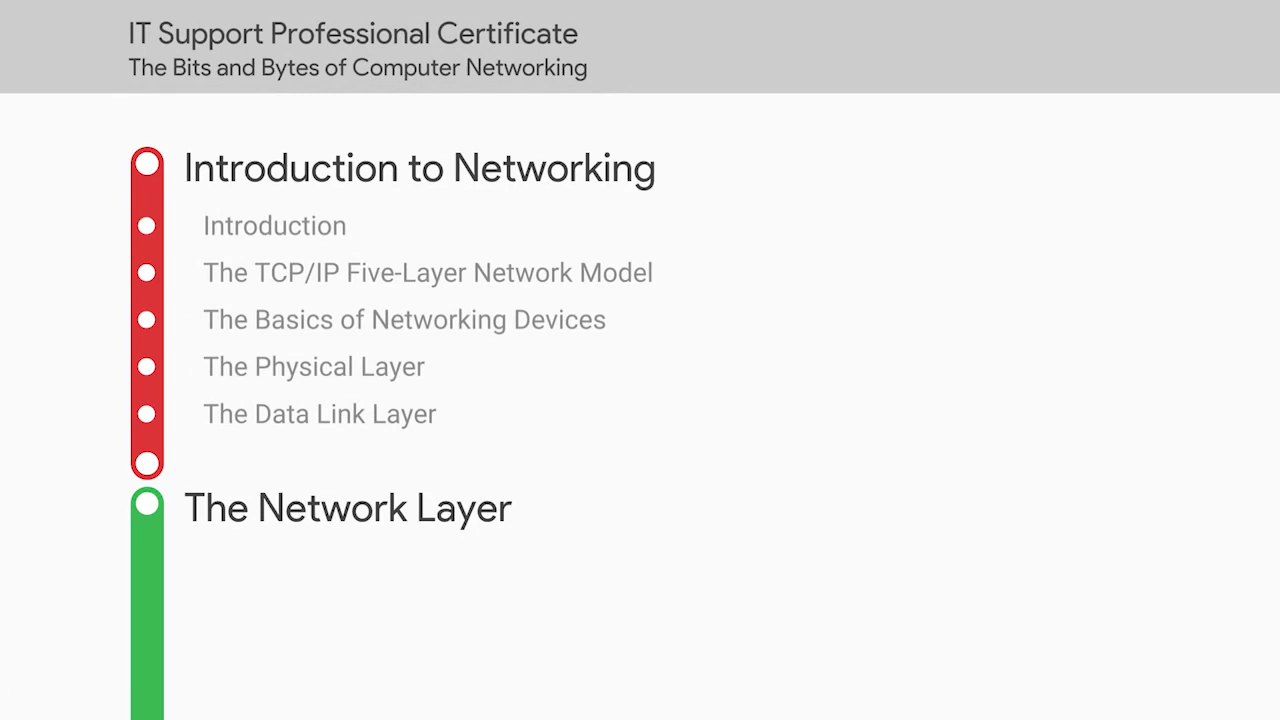 IT Support Professional Certificate
The Bits and Bytes of Computer Networking
Introduction to Networking
Introduction
The TCP/IP Five-Layer Network Model
The Basics of Networking Devices
The Physical Layer
The Data Link Layer
The Network Layer